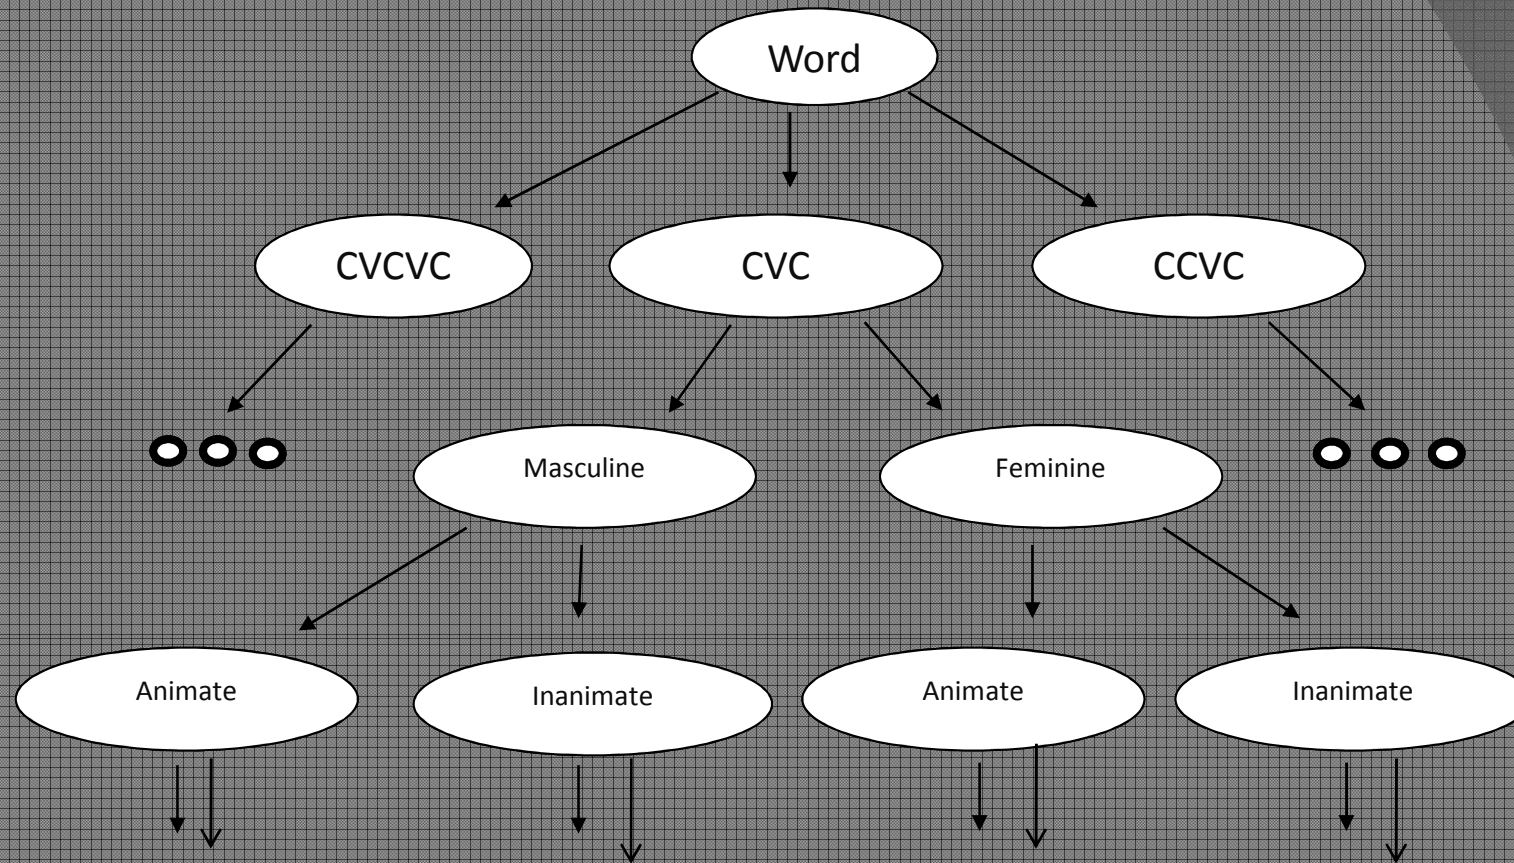 Word
CVCVC
CVC
CCVC
Masculine
Feminine
Animate
Inanimate
Animate
Inanimate